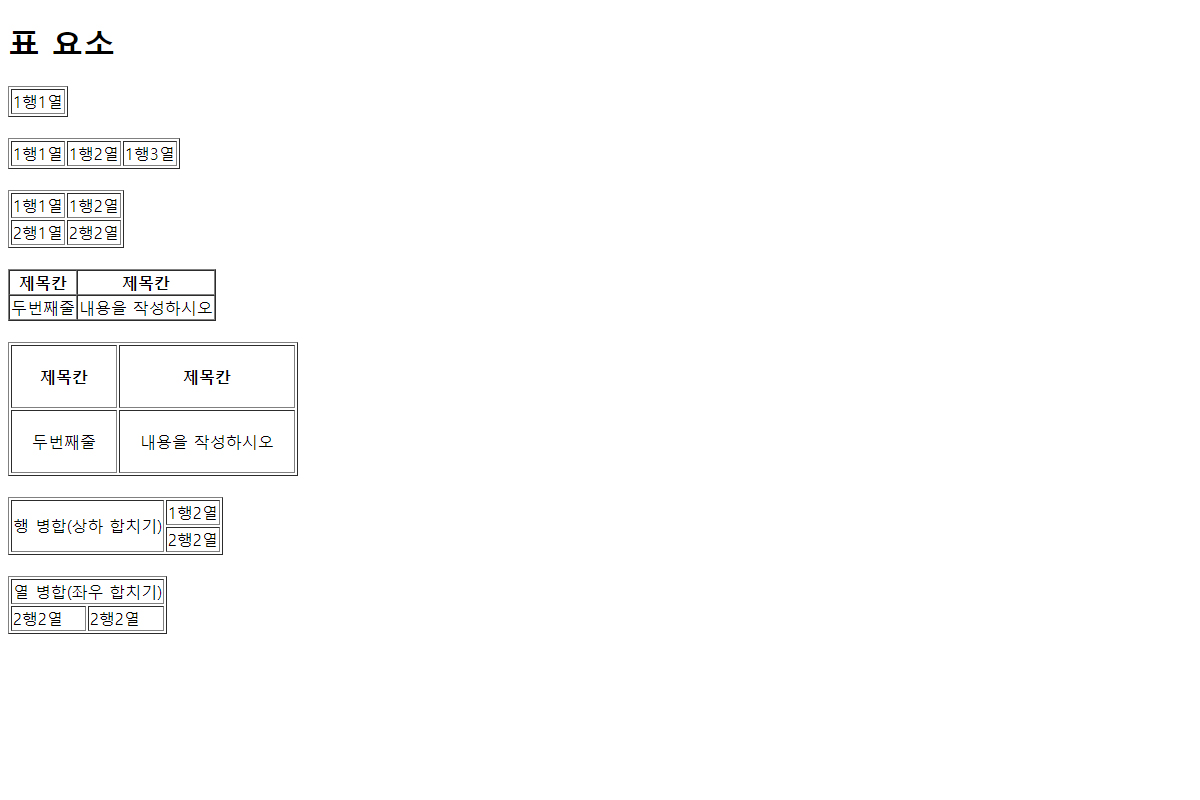 표 요소
1행1열
1행1열 1행2열 1행3열
1행1열 1행2열
2행1열 2행2열
제목칸 제목칸
두번째줄 내용을 작성하시오
제목칸 제목칸
두번째줄 내용을 작성하시오
행 병합(상하 합치기) 1행2열
2행2열
열 병합(좌우 합치기)
2행2열 2행2열